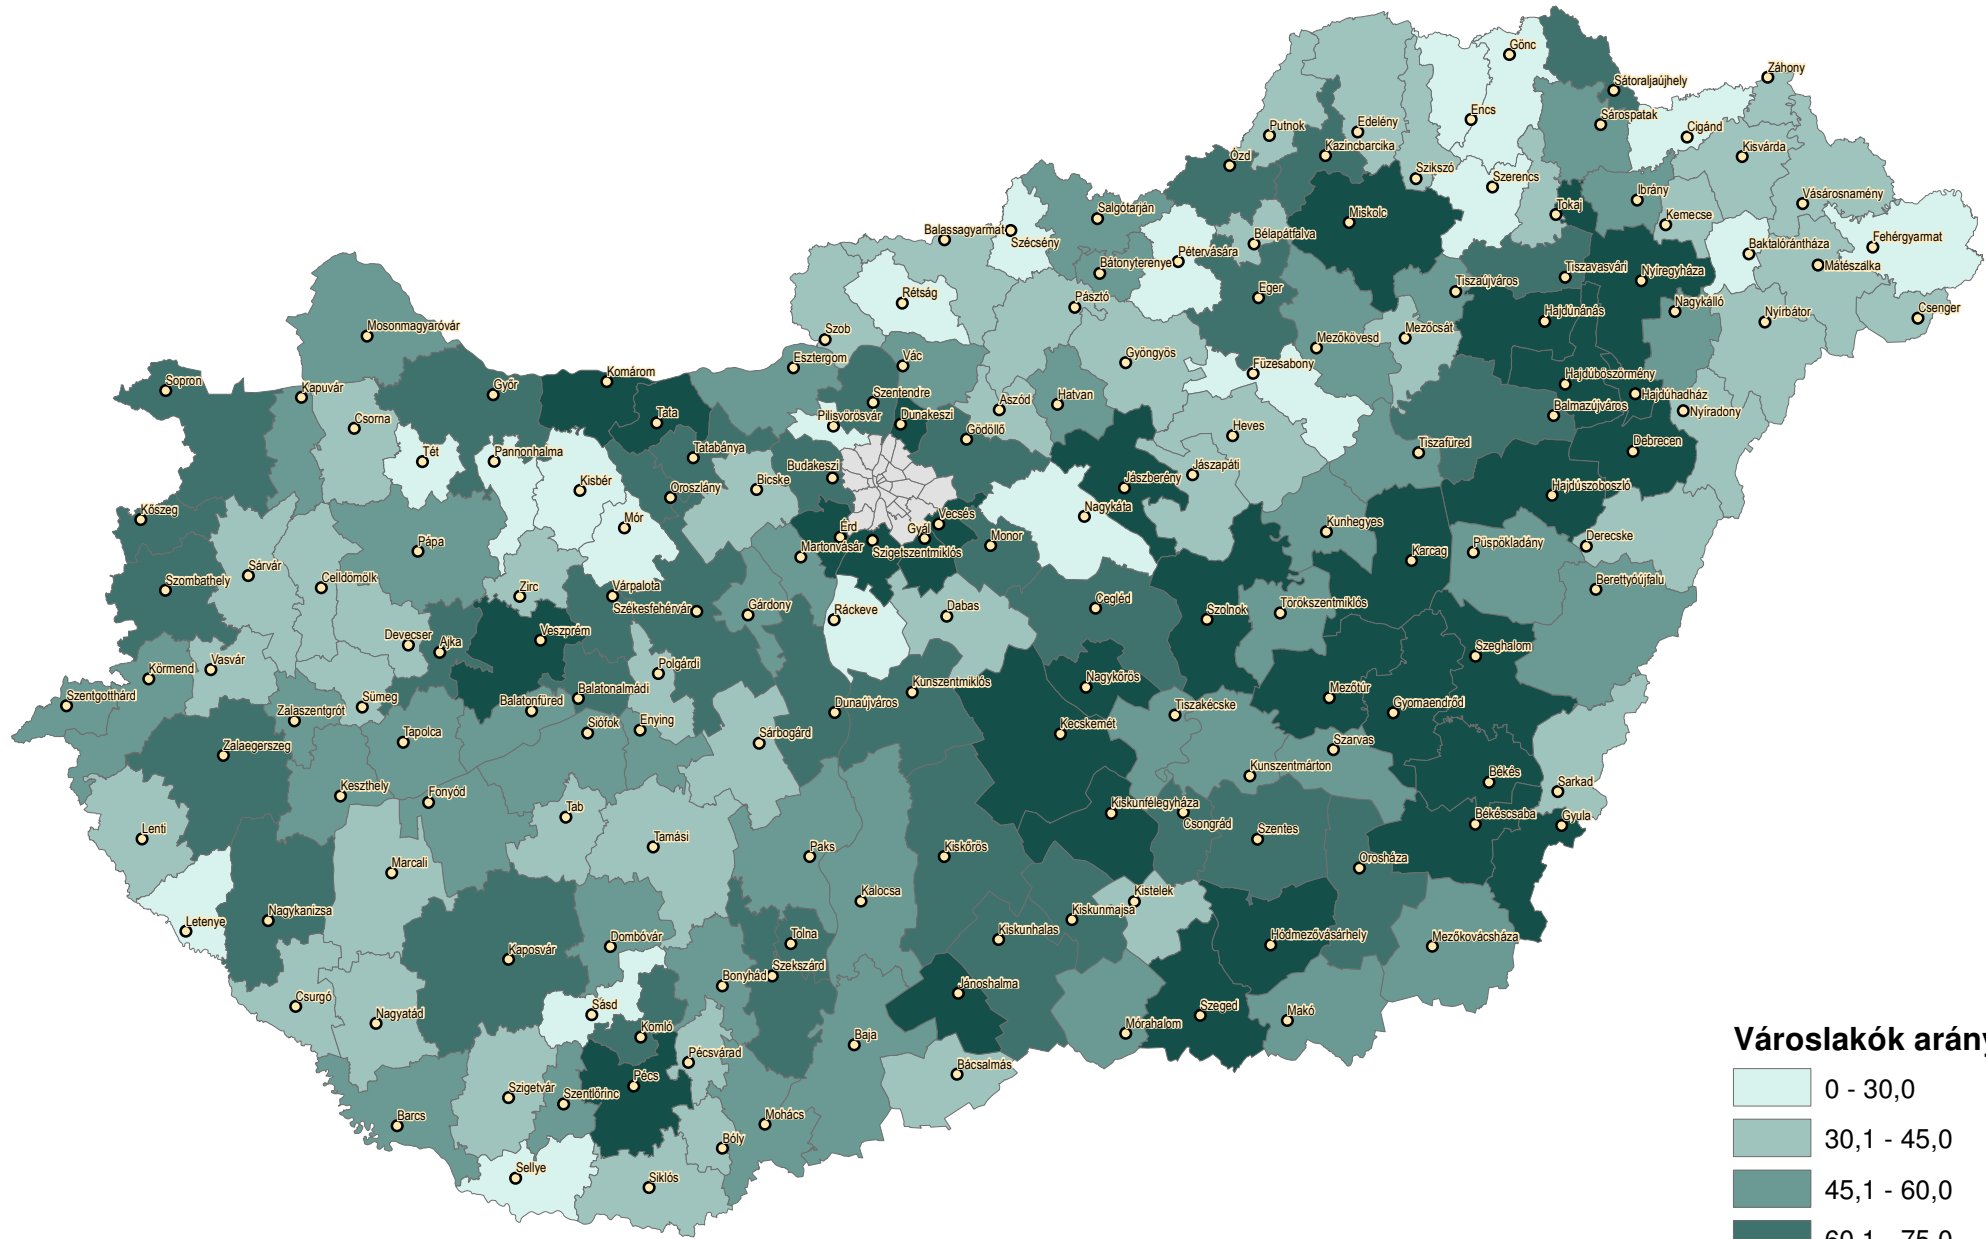 Gönc
Záhony
Sátoraljaújhely
Encs
Sárospatak
Cigánd
Putnok
Edelény
Kazincbarcika
Kisvárda
Ózd
Szikszó
Szerencs
Ibrány
Vásárosnamény
Tokaj
Kemecse
Salgótarján
Miskolc
Balassagyarmat
Szécsény
Bélapátfalva
Fehérgyarmat
Baktalórántháza
Pétervására
Bátonyterenye
Mátészalka
Tiszavasvári
Nyíregyháza
Tiszaújváros
Eger
Rétság
Pásztó
Hajdúnánás
Nagykálló
Nyírbátor
Csenger
Mosonmagyaróvár
Szob
Mezőkövesd
Mezőcsát
Esztergom
Vác
Gyöngyös
Füzesabony
Sopron
Kapuvár
Győr
Komárom
Hajdúböszörmény
Szentendre
Hajdúhadház
Aszód
Hatvan
Balmazújváros
Nyíradony
Csorna
Tata
Pilisvörösvár
Dunakeszi
Gödöllő
Heves
Tiszafüred
Debrecen
Tét
Pannonhalma
Tatabánya
Budakeszi
Jászapáti
Kisbér
Oroszlány
Bicske
Jászberény
Hajdúszoboszló
Kőszeg
Mór
Nagykáta
Vecsés
Érd
Gyál
Kunhegyes
Monor
Pápa
Martonvásár
Szigetszentmiklós
Karcag
Püspökladány
Derecske
Szombathely
Sárvár
Celldömölk
Zirc
Várpalota
Székesfehérvár
Gárdony
Ráckeve
Dabas
Cegléd
Szolnok
Törökszentmiklós
Berettyóújfalu
Devecser
Ajka
Veszprém
Szeghalom
Körmend
Vasvár
Polgárdi
Szentgotthárd
Sümeg
Balatonfüred
Balatonalmádi
Kunszentmiklós
Nagykőrös
Mezőtúr
Gyomaendrőd
Zalaszentgrót
Siófok
Enying
Dunaújváros
Tiszakécske
Zalaegerszeg
Tapolca
Sárbogárd
Kecskemét
Szarvas
Kunszentmárton
Békés
Keszthely
Fonyód
Sarkad
Tab
Kiskunfélegyháza
Csongrád
Békéscsaba
Gyula
Lenti
Tamási
Szentes
Marcali
Paks
Kiskőrös
Orosháza
Kalocsa
Kistelek
Letenye
Nagykanizsa
Kiskunmajsa
Kiskunhalas
Tolna
Kaposvár
Dombóvár
Hódmezővásárhely
Mezőkovácsháza
Szekszárd
Bonyhád
Jánoshalma
Csurgó
Sásd
Nagyatád
Szeged
Makó
Komló
Mórahalom
Baja
Pécsvárad
Bácsalmás
Szigetvár
Szentlőrinc
Pécs
Barcs
Mohács
Bóly
Sellye
Siklós
Városlakók arány
0 - 30,0
30,1 - 45,0
45,1 - 60,0
60,1 - 75,0